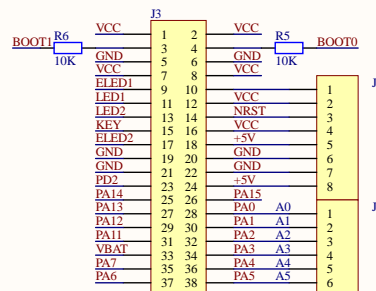 J3
VCC 1 2 VCC
BOOT1 R6 10K 3 4 R5 10K BOOT0
GND 5 6 GND
VCC 7 8 VCC
ELED1 9 10 1
LED1 11 12 VCC 2
LED2 13 14 NRST 3
KEY 15 16 VCC 4
ELED2 17 18 +5V 5
GND 19 20 GND 6
GND 21 22 GND 7
PD2 23 24 +5V 8
PA14 25 26 PA15
PA13 27 28 PA0 A0 1
PA12 29 30 PA1 A1 2
PA11 31 32 PA2 A2 3
VBAT 33 34 PA3 A3 4
PA7 35 36 PA4 A4 5
PA6 37 38 PA5 A5 6